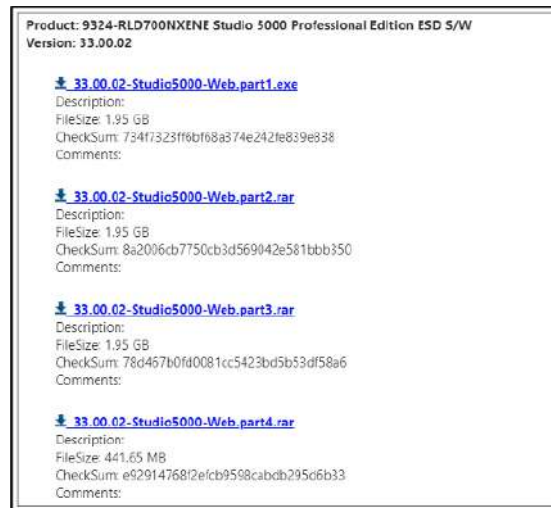 Product: 9324-RLD700NXENE Studio 5000 Professional Edition ESD S/W
Version: 33.00.02
33.00.02-Studio5000-Web.part1.exe
Description:
FileSize: 1.95 GB
CheckSum: 734f7323ff6bf68a374e242fe839e838
Comments:
33.00.02-Studio5000-Web.part2.rar
Description:
FileSize: 1.95 GB
CheckSum: 8a2006cb7750cb3d569042e581bbb350
Comments:
33.00.02-Studio5000-Web.part3.rar
Description:
FileSize: 1.95 GB
CheckSum: 78d467b0fd0081cc5423bd5b53df58a6
Comments:
33.00.02-Studio5000-Web.part4.rar
Description:
FileSize: 441.65 MB
CheckSum: e92914768f2efcb9598cabdb295d6b33
Comments: